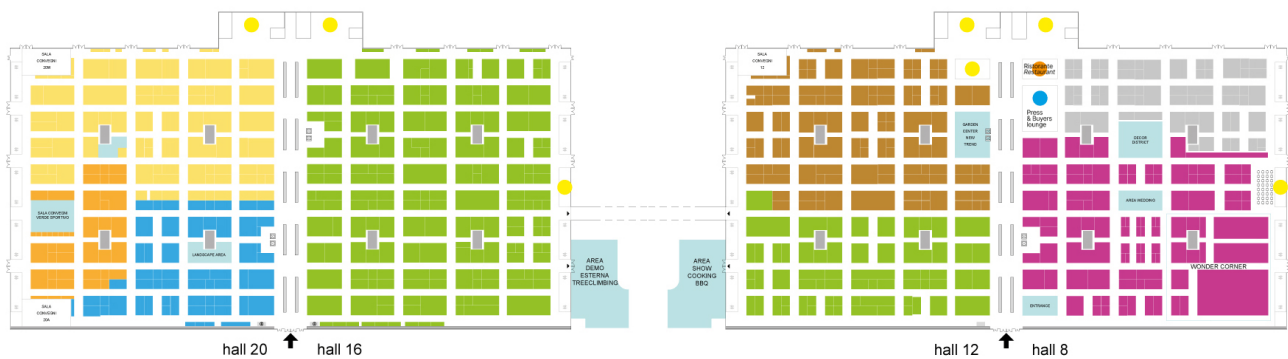 SALA
CONVEGNI
20B
SALA CONVEGNI
VERDE SPORTIVO
LANDSCAPE AREA
SALA
CONVEGNI
20A
hall 20
hall 16
AREA
DEMO
ESTERNA
TREECLIMBING
AREA
SHOW
COOKING
BBQ
SALA
CONVEGNI
12
GARDEN
CENTER
NEW
TREND
Ristorante
Restaurant
Press
& Buyers
lounge
DECOR
DISTRICT
AREA WEDDING
WONDER CORNER
ENTRANCE
hall 12
hall 8